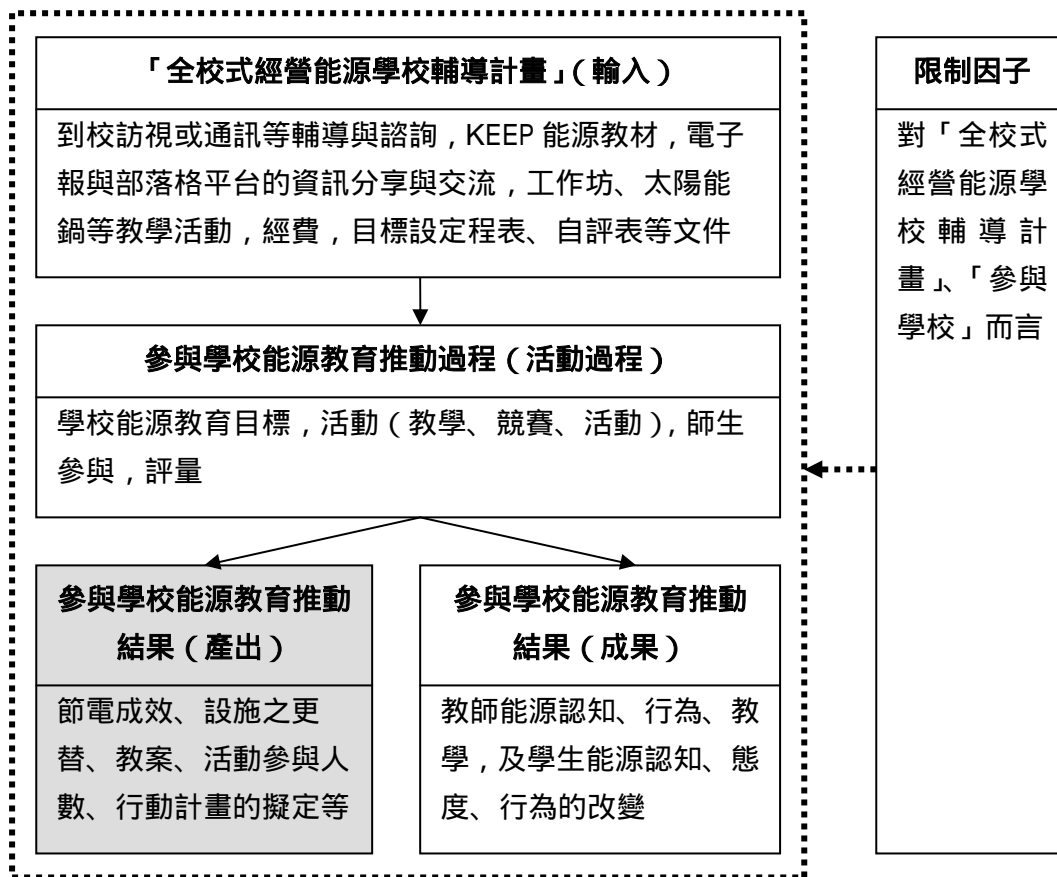 「全校式經營能源學校輔導計畫」(輸入)
到校訪視或通訊等輔導與諮詢，KEEP 能源教材，電子
報與部落格平台的資訊分享與交流，工作坊、太陽能
鍋等教學活動，經費，目標設定程表、自評表等文件
參與學校能源教育推動過程（活動過程）
學校能源教育目標，活動（教學、競賽、活動），師生
參與，評量
參與學校能源教育推動
結果（產出）
節電成效、設施之更
替、教案、活動參與人
數、行動計畫的擬定等
參與學校能源教育推動
結果（成果）
教師能源認知、行為、教
學，及學生能源認知、態
度、行為的改變
限制因子
對「全校式
經營能源學
校輔導計
畫」、「參與
學校」而言